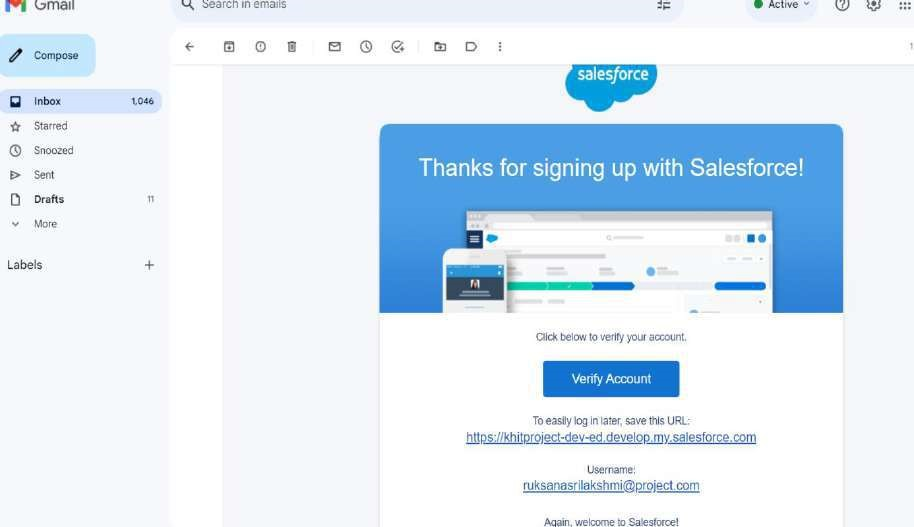 Gmail
Search in emails
Active
Compose
Inbox 1,046
Starred
Snoozed
Sent
Drafts 11
More
Labels
salesforce
Thanks for signing up with Salesforce!
Click below to verify your account.
Verify Account
To easily log in later, save this URL:
https://khitproject-dev-ed.develop.my.salesforce.com
Username:
ruksanasrilakshmi@project.com
Again, welcome to Salesforce!